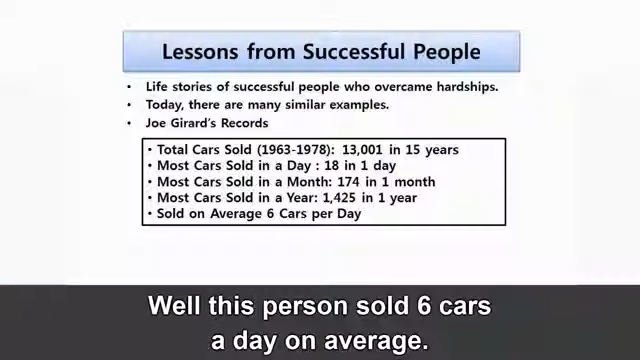 Lessons from Successful People
• Life stories of successful people who overcame hardships.
• Today, there are many similar examples.
• Joe Girard's Records
• Total Cars Sold (1963-1978): 13,001 in 15 years
• Most Cars Sold in a Day : 18 in 1 day
• Most Cars Sold in a Month: 174 in 1 month
• Most Cars Sold in a Year: 1,425 in 1 year
• Sold on Average 6 Cars per Day
Well this person sold 6 cars
a day on average.